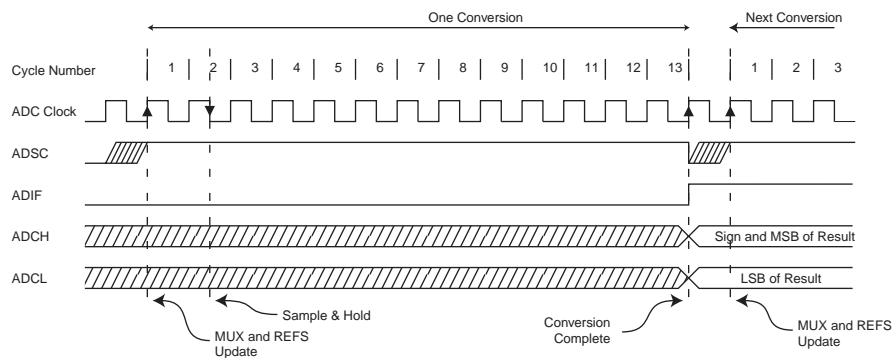 One Conversion
Next Conversion
Cycle Number
1 2 3 4 5 6 7 8 9 10 11 12 13 1 2 3
ADC Clock
ADSC
ADIF
ADCH
Sign and MSB of Result
ADCL
LSB of Result
MUX and REFS
Update
Sample & Hold
Conversion
Complete
MUX and REFS
Update